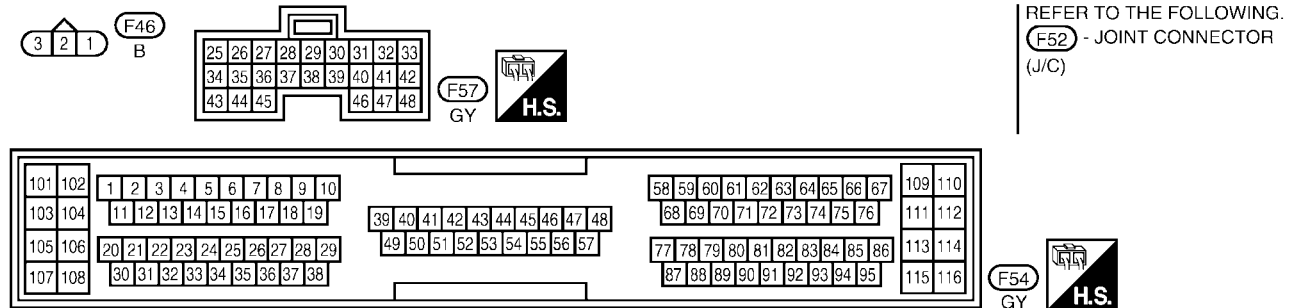 REFER TO THE FOLLOWING.
F52 - JOINT CONNECTOR
(J/C)
3 2 1
F46
B
25 26 27 28 29 30 31 32 33
34 35 36 37 38 39 40 41 42
43 44 45 46 47 48
F57
GY
H.S.
101 102
103 104
105 106
107 108
1 2 3 4 5 6 7 8 9 10
11 12 13 14 15 16 17 18 19
20 21 22 23 24 25 26 27 28 29
30 31 32 33 34 35 36 37 38
39 40 41 42 43 44 45 46 47 48
49 50 51 52 53 54 55 56 57
58 59 60 61 62 63 64 65 66 67
68 69 70 71 72 73 74 75 76
77 78 79 80 81 82 83 84 85 86
87 88 89 90 91 92 93 94 95
109 110
111 112
113 114
115 116
F54
GY
H.S.